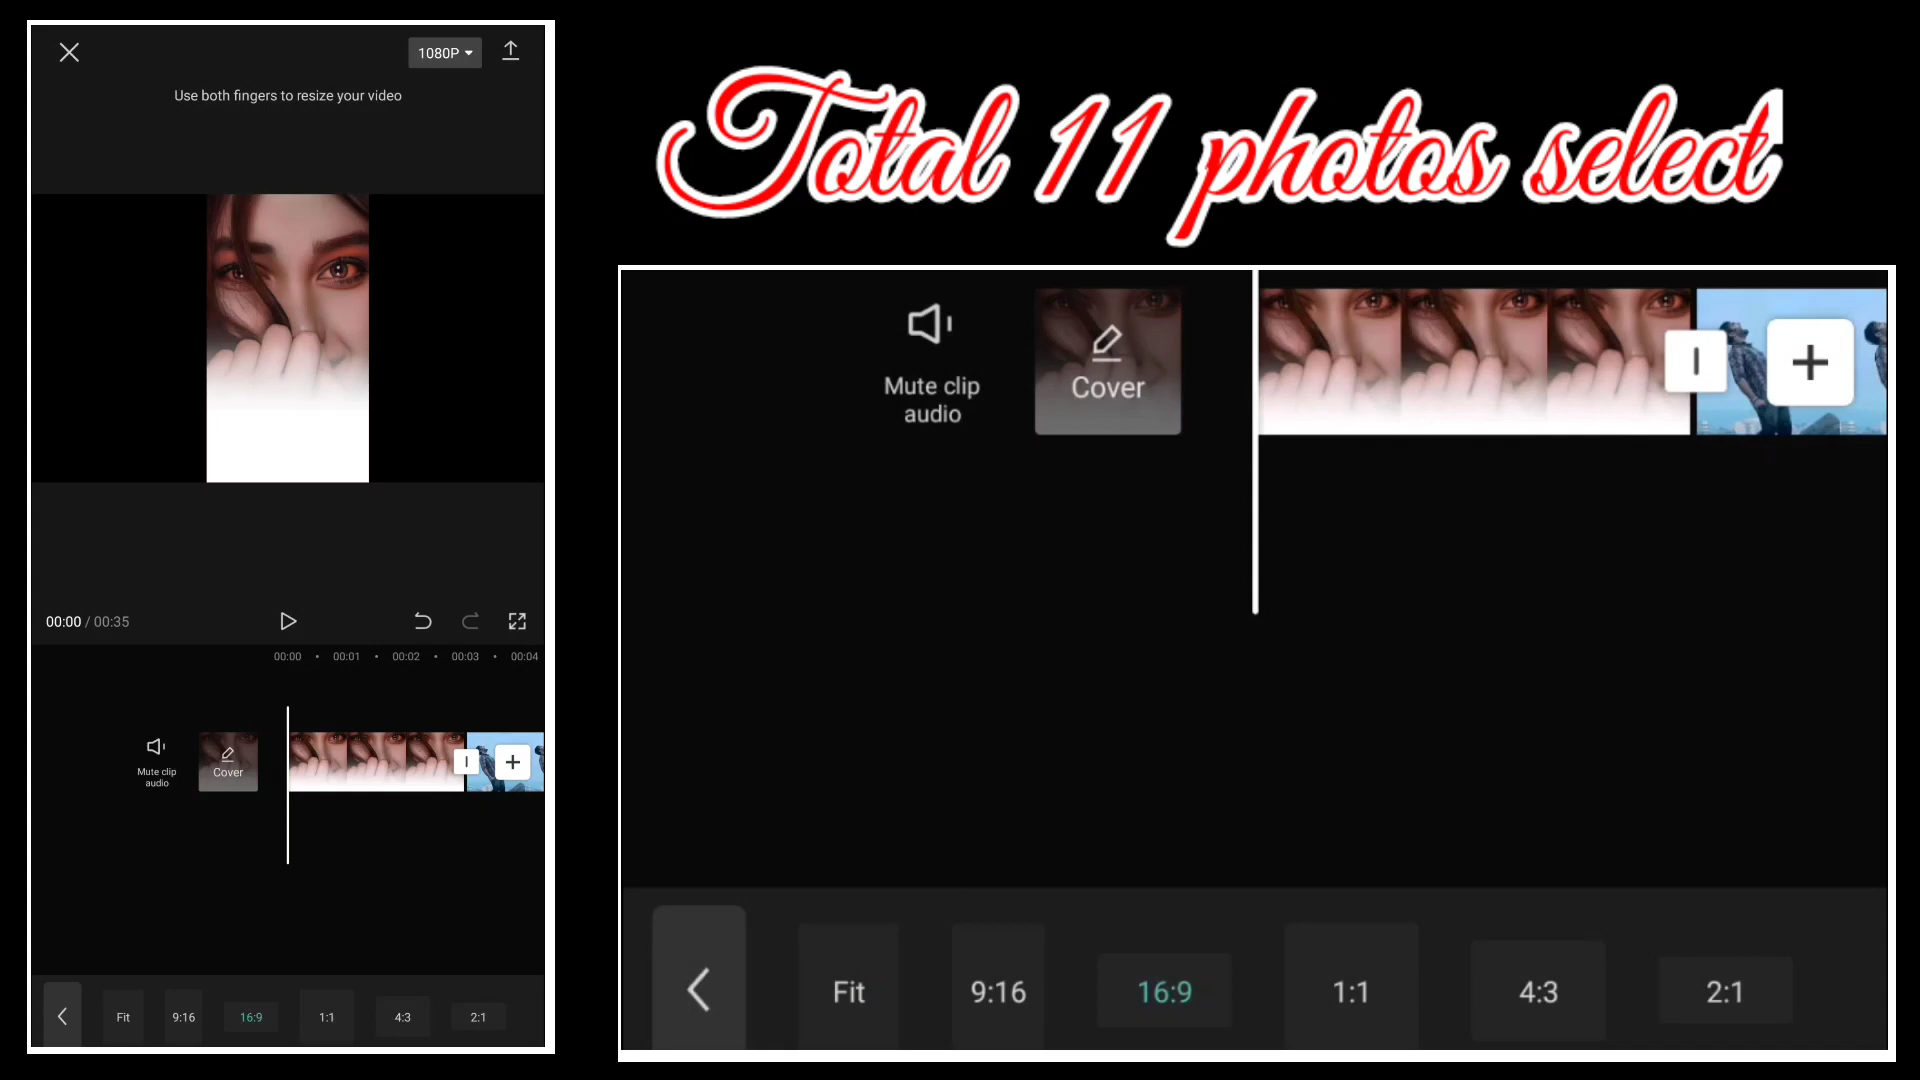 1080P
Use both fingers to resize your video
00:00 / 00:35
00:00 • 00:01 • 00:02 • 00:03 • 00:04
Mute clip
audio
Cover
Fit 9:16 16:9 1:1 4:3 2:1
Total 11 photos select
Mute clip
audio
Cover
Fit 9:16 16:9 1:1 4:3 2:1